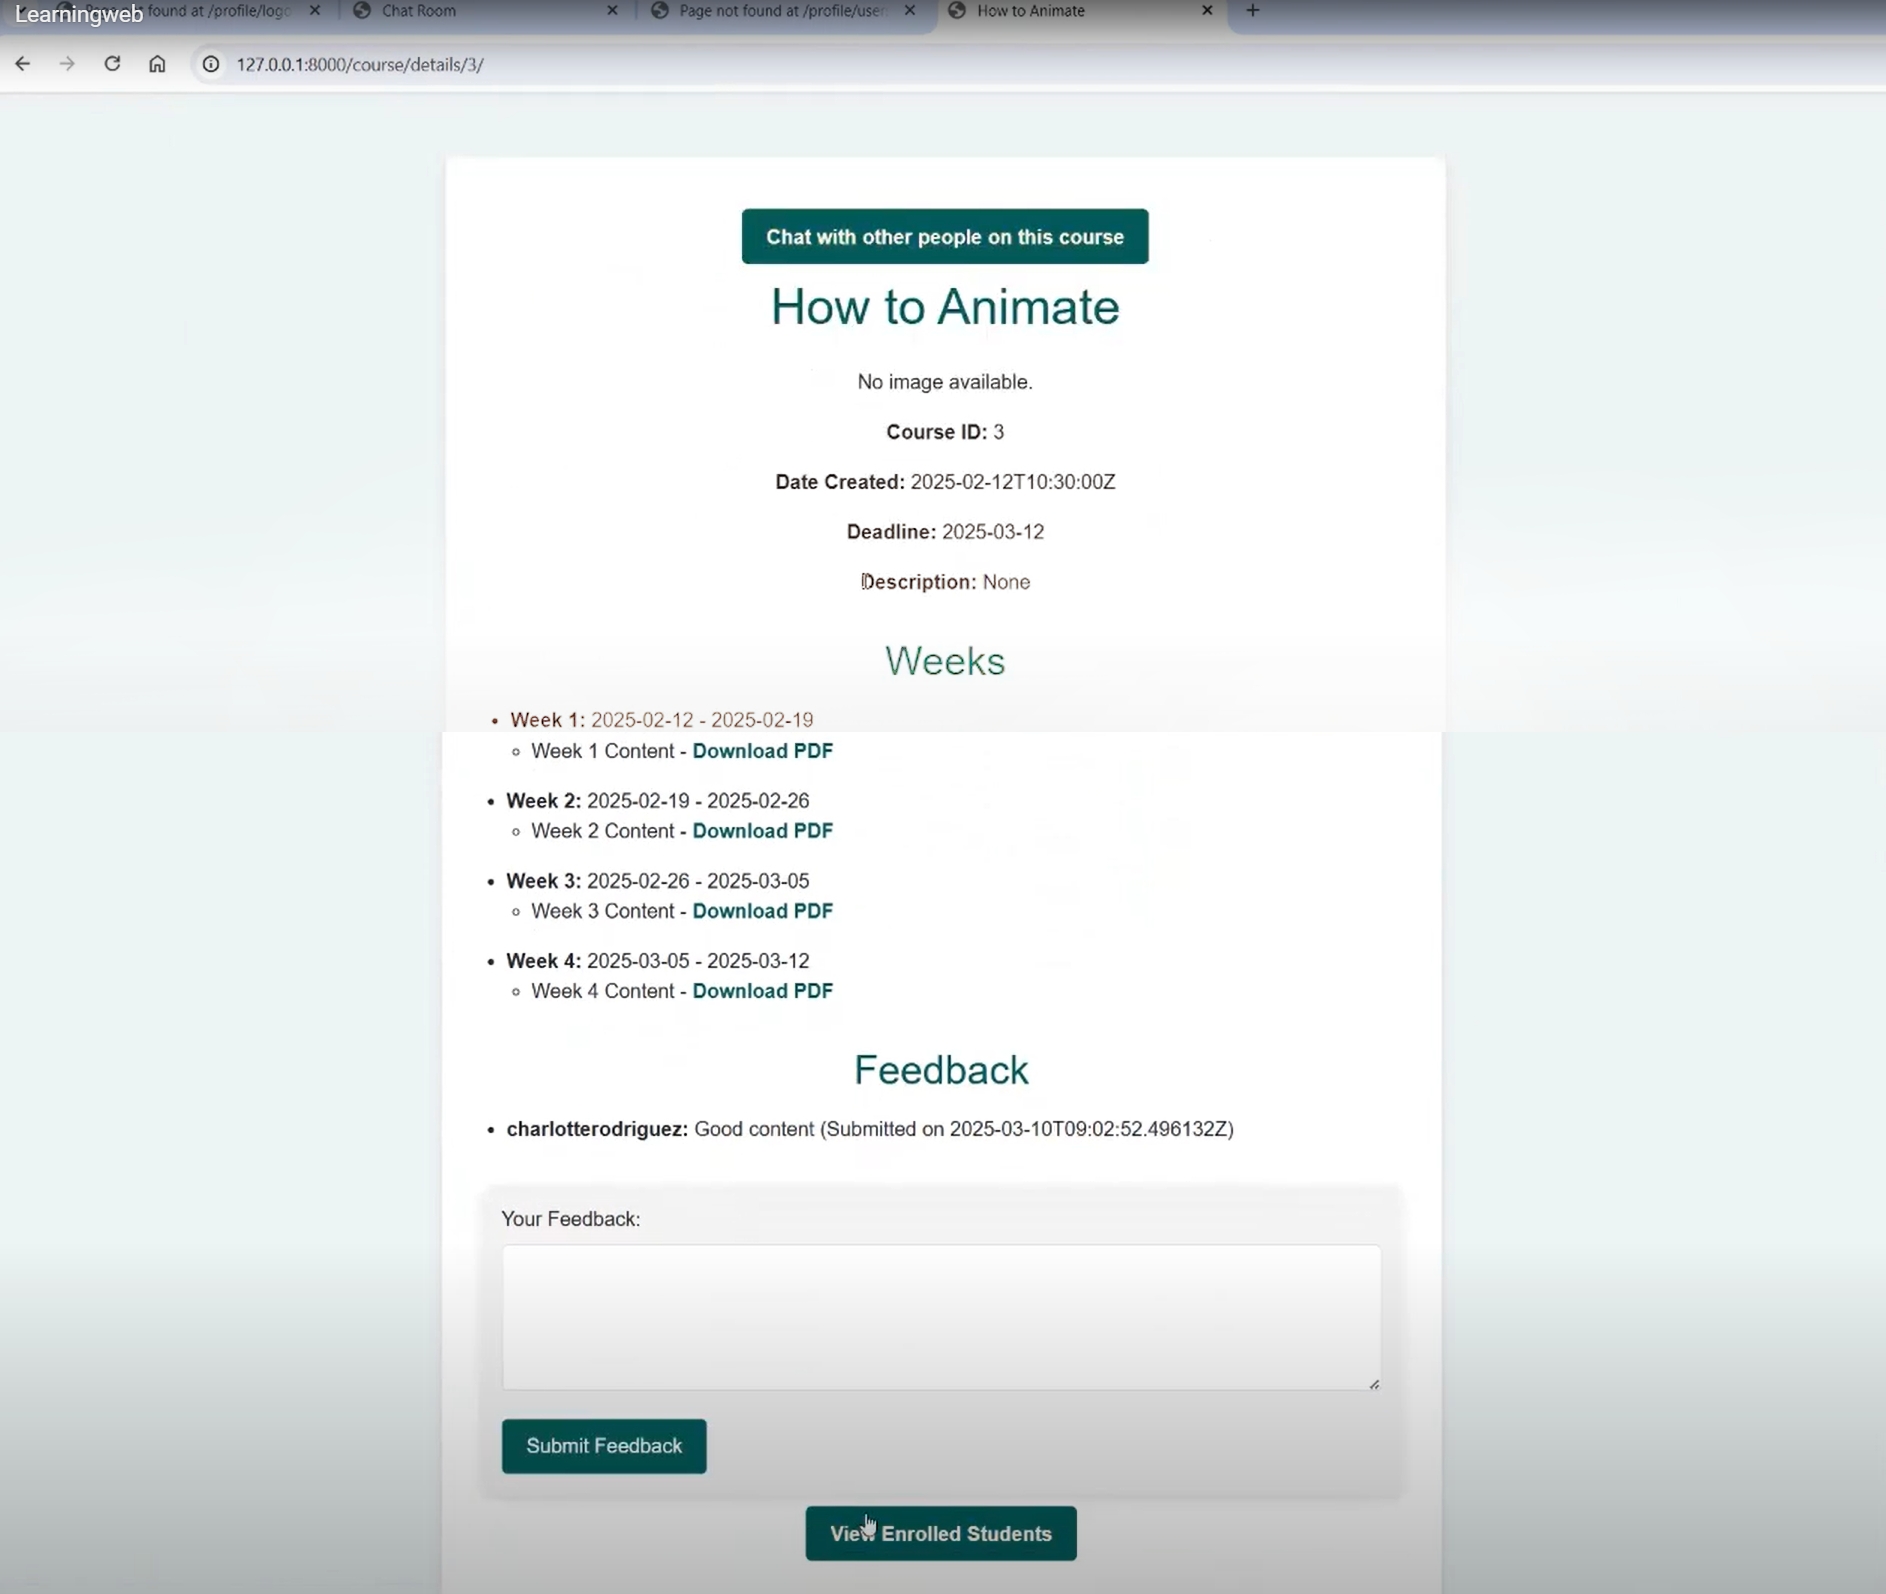 Learningweb
found at /profile/logo
Chat Room
Page not found at /profile/user
How to Animate
127.0.0.1:8000/course/details/3/
Chat with other people on this course
How to Animate
No image available.
Course ID: 3
Date Created: 2025-02-12T10:30:00Z
Deadline: 2025-03-12
Description: None
Weeks
• Week 1: 2025-02-12 - 2025-02-19
◦ Week 1 Content - Download PDF
• Week 2: 2025-02-19 - 2025-02-26
◦ Week 2 Content - Download PDF
• Week 3: 2025-02-26 - 2025-03-05
◦ Week 3 Content - Download PDF
• Week 4: 2025-03-05 - 2025-03-12
◦ Week 4 Content - Download PDF
Feedback
• charlotterodriguez: Good content (Submitted on 2025-03-10T09:02:52.496132Z)
Your Feedback:
Submit Feedback
View Enrolled Students